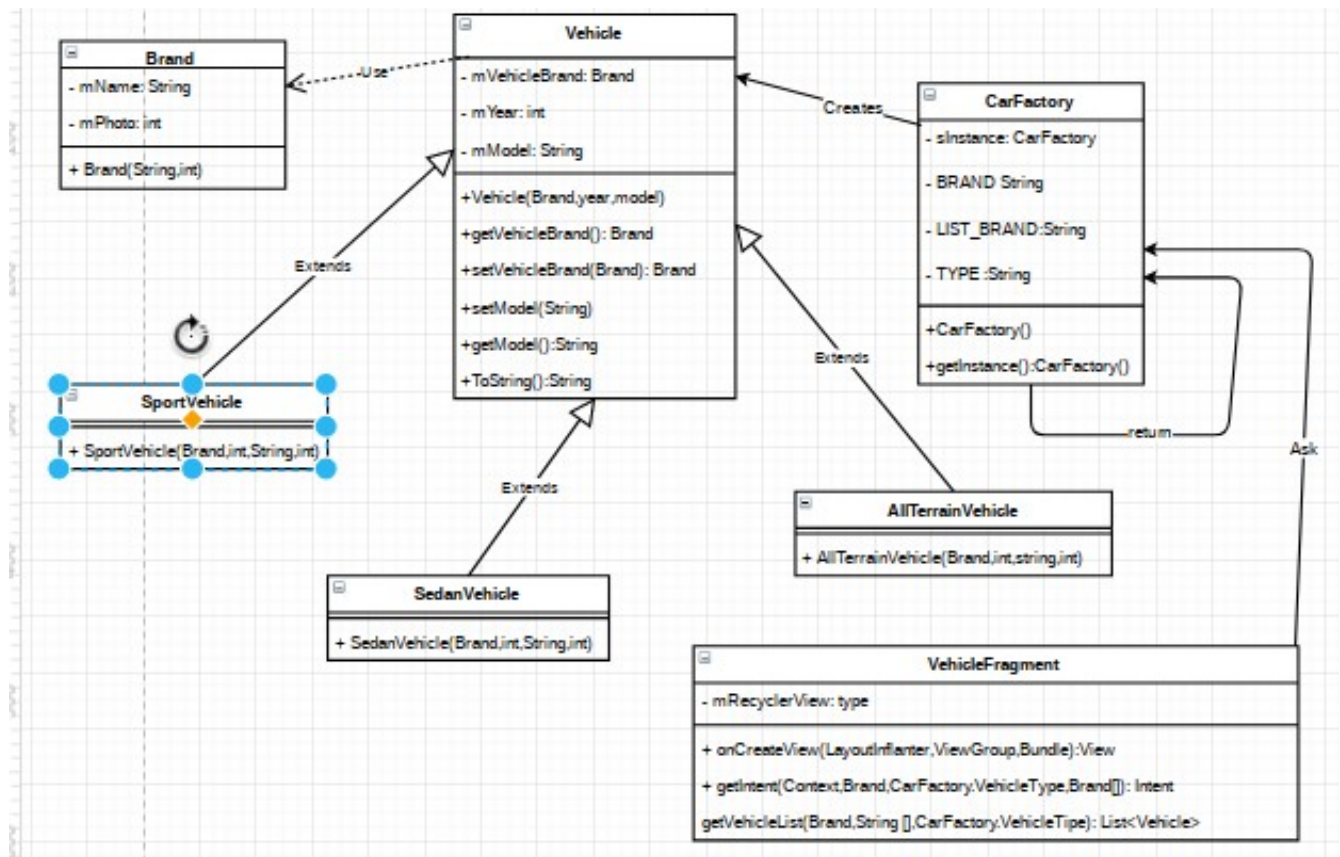 Brand
- mName: String
- mPhoto: int
+ Brand(String,int)
Use
Vehicle
- mVehicleBrand: Brand
- mYear: int
- mModel: String
+Vehicle(Brand,year,model)
+getVehicleBrand(): Brand
+setVehicleBrand(Brand): Brand
+setModel(String)
+getModel():String
+ToString():String
Creates
CarFactory
- sInstance: CarFactory
- BRAND String
- LIST_BRAND:String
- TYPE :String
+CarFactory()
+getInstance():CarFactory()
return
Ask
Extends
SportVehicle
+ SportVehicle(Brand,int,String,int)
Extends
SedanVehicle
+ SedanVehicle(Brand,int,String,int)
Extends
AllTerrainVehicle
+ AllTerrainVehicle(Brand,int,string,int)
VehicleFragment
- mRecyclerView: type
+ onCreateView(LayoutInflanter,ViewGroup,Bundle):View
+ getIntent(Context,Brand,CarFactory.VehicleType,Brand[]): Intent
getVehicleList(Brand,String [],CarFactory.VehicleTipe): List<Vehicle>